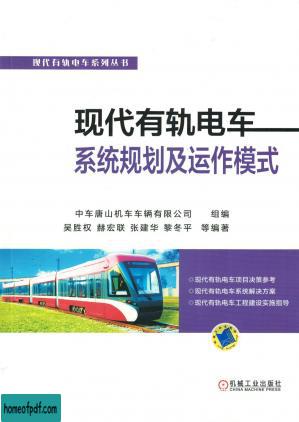 现代有轨电车系列丛书
现代有轨电车
系统规划及运作模式
中车唐山机车车辆有限公司 组编
吴胜权 赫宏联 张建华 黎冬平 等编著
◎现代有轨电车项目决策参考
◎现代有轨电车系统解决方案
◎现代有轨电车工程建设实施指导
机械工业出版社
CHINA MACHINE PRESS
homeofpdf.com